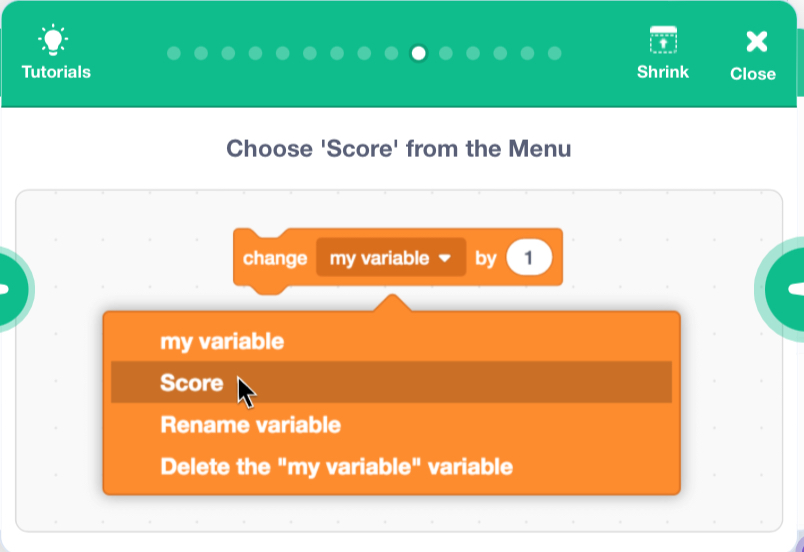 Tutorials
Shrink
Close
Choose 'Score' from the Menu
change my variable by 1
my variable
Score
Rename variable
Delete the "my variable" variable